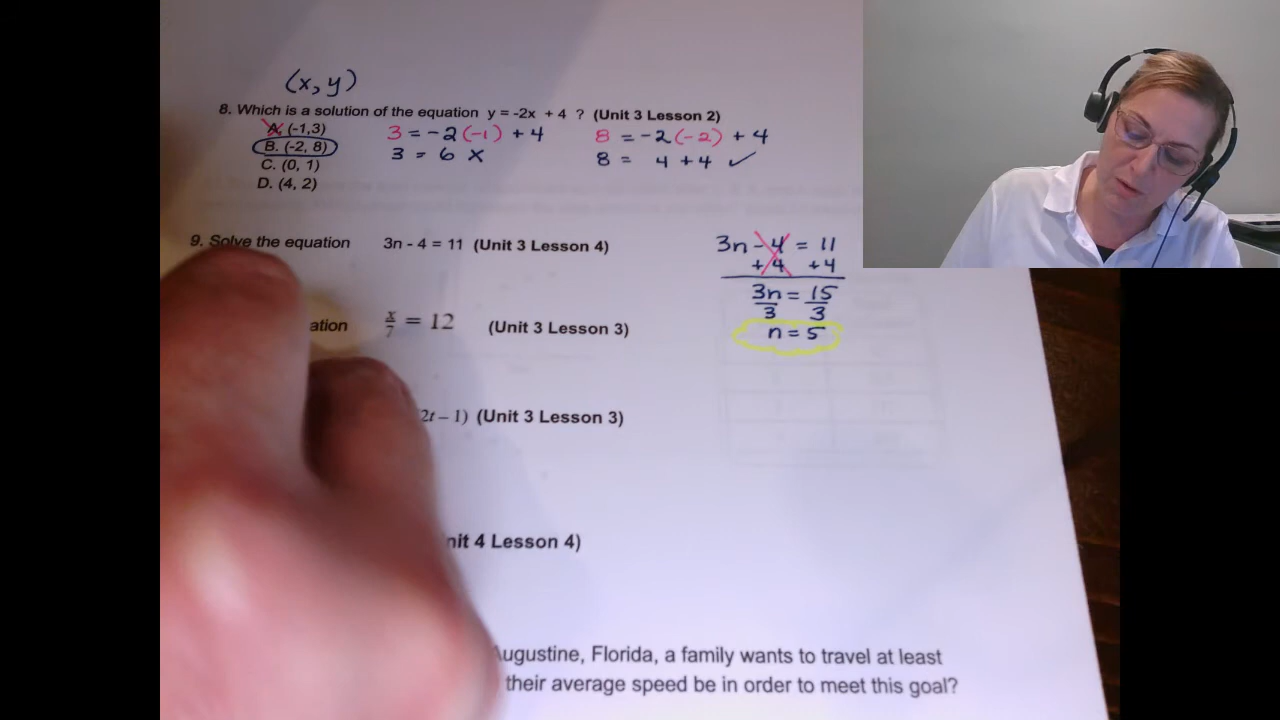 (x, y)
8. Which is a solution of the equation y = -2x + 4 ? (Unit 3 Lesson 2)
A. (-1,3) 3 = -2(-1) + 4 8 = -2(-2) + 4
B. (-2, 8) 3 = 6 x 8 = 4 + 4 ✓
C. (0, 1)
D. (4, 2)
9. Solve the equation 3n - 4 = 11 (Unit 3 Lesson 4) 3n - 4 = 11
+ 4 + 4
3n = 15
3 3
ation x/7 = 12 (Unit 3 Lesson 3) n = 5
2t – 1) (Unit 3 Lesson 3)
nit 4 Lesson 4)
Augustine, Florida, a family wants to travel at least
their average speed be in order to meet this goal?